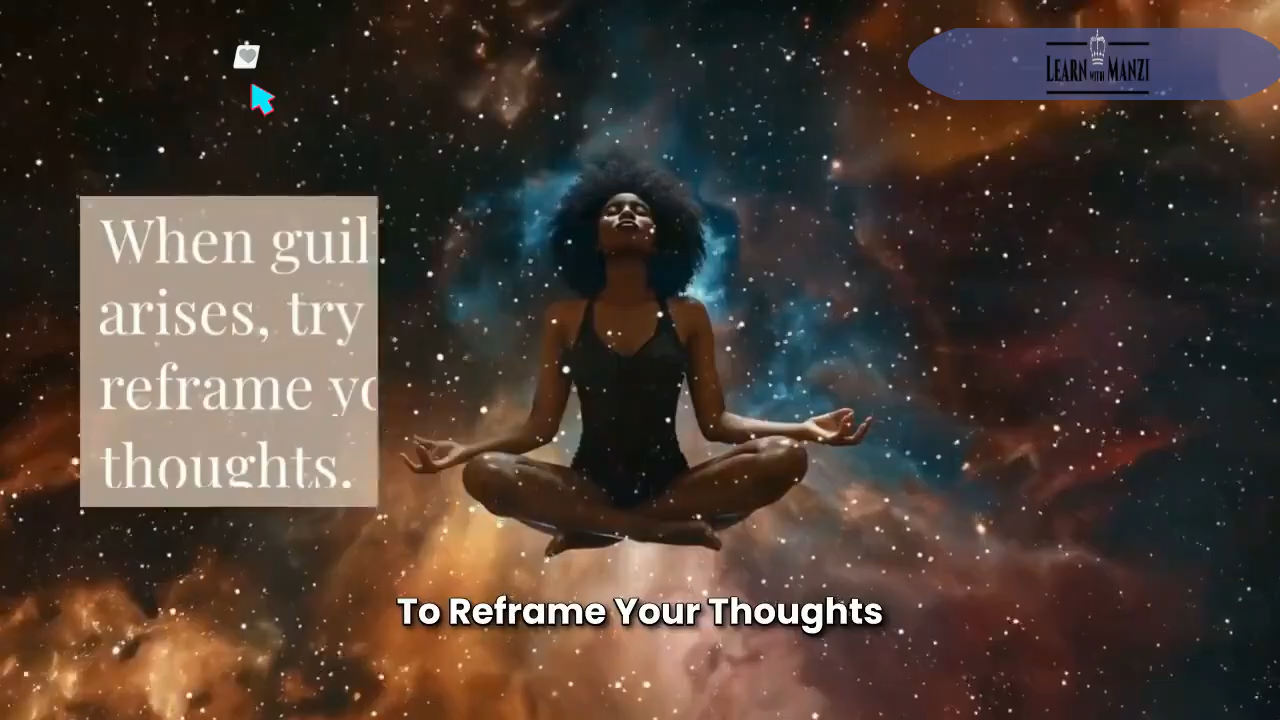 LEARN WITH MANZI
When guil
arises, try
reframe yo
thoughts.
To Reframe Your Thoughts